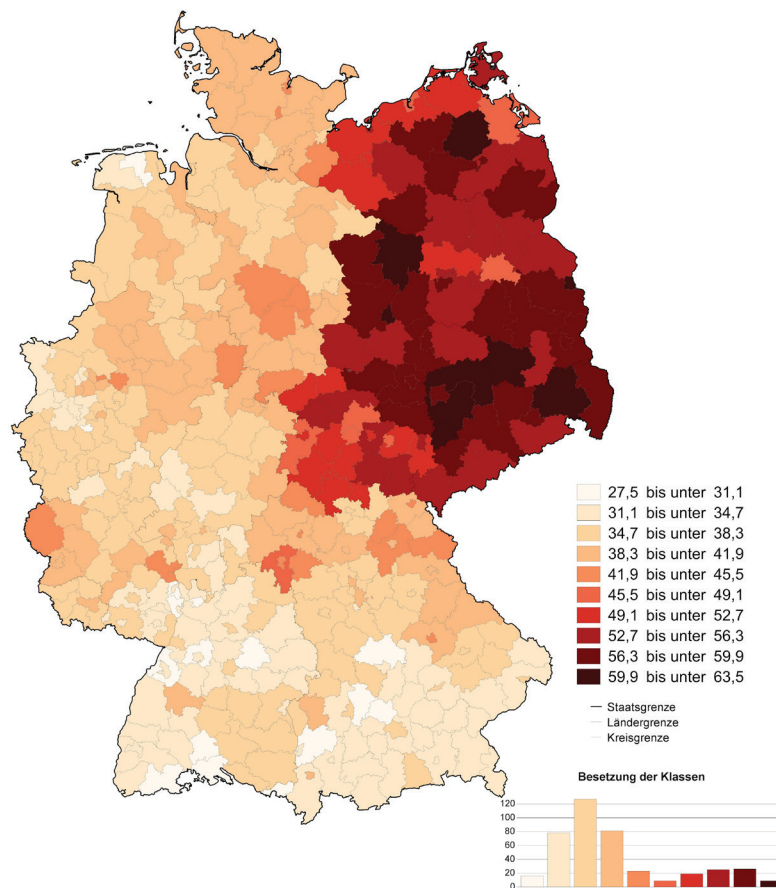 27,5 bis unter 31,1
31,1 bis unter 34,7
34,7 bis unter 38,3
38,3 bis unter 41,9
41,9 bis unter 45,5
45,5 bis unter 49,1
49,1 bis unter 52,7
52,7 bis unter 56,3
56,3 bis unter 59,9
59,9 bis unter 63,5
Staatsgrenze
Ländergrenze
Kreisgrenze
Besetzung der Klassen
120
100
80
60
40
20
0